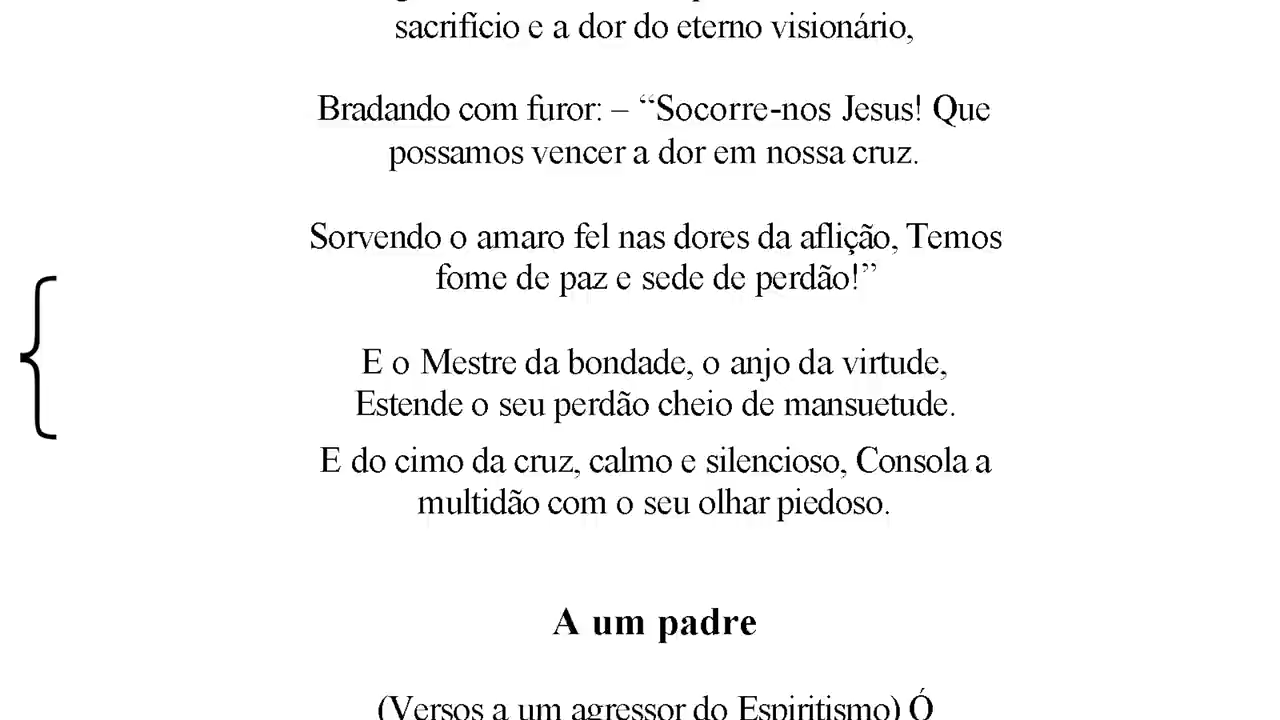 sacrifício e a dor do eterno visionário,
Bradando com furor: – “Socorre-nos Jesus! Que
possamos vencer a dor em nossa cruz.
Sorvendo o amaro fel nas dores da aflição, Temos
fome de paz e sede de perdão!”
E o Mestre da bondade, o anjo da virtude,
Estende o seu perdão cheio de mansuetude.
E do cimo da cruz, calmo e silencioso, Consola a
multidão com o seu olhar piedoso.
A um padre
(Versos a um agressor do Espiritismo) Ó